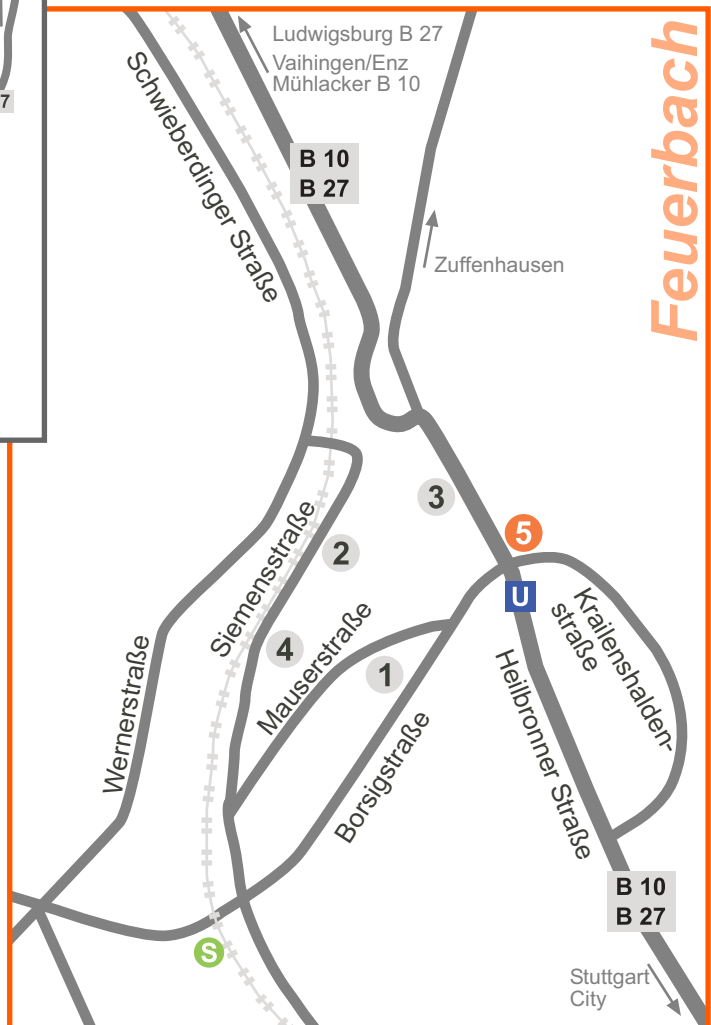 Ludwigsburg B 27
Vaihingen/Enz
Mühlacker B 10
7
B 10
B 27
Feuerbach
Schwieberdinger Straße
Zuffenhausen
3
5
2
Siemensstraße
U
Krailenshalden-
straße
4
Mauserstraße
1
Wernerstraße
Heilbronner Straße
Borsigstraße
B 10
B 27
S
Stuttgart
City